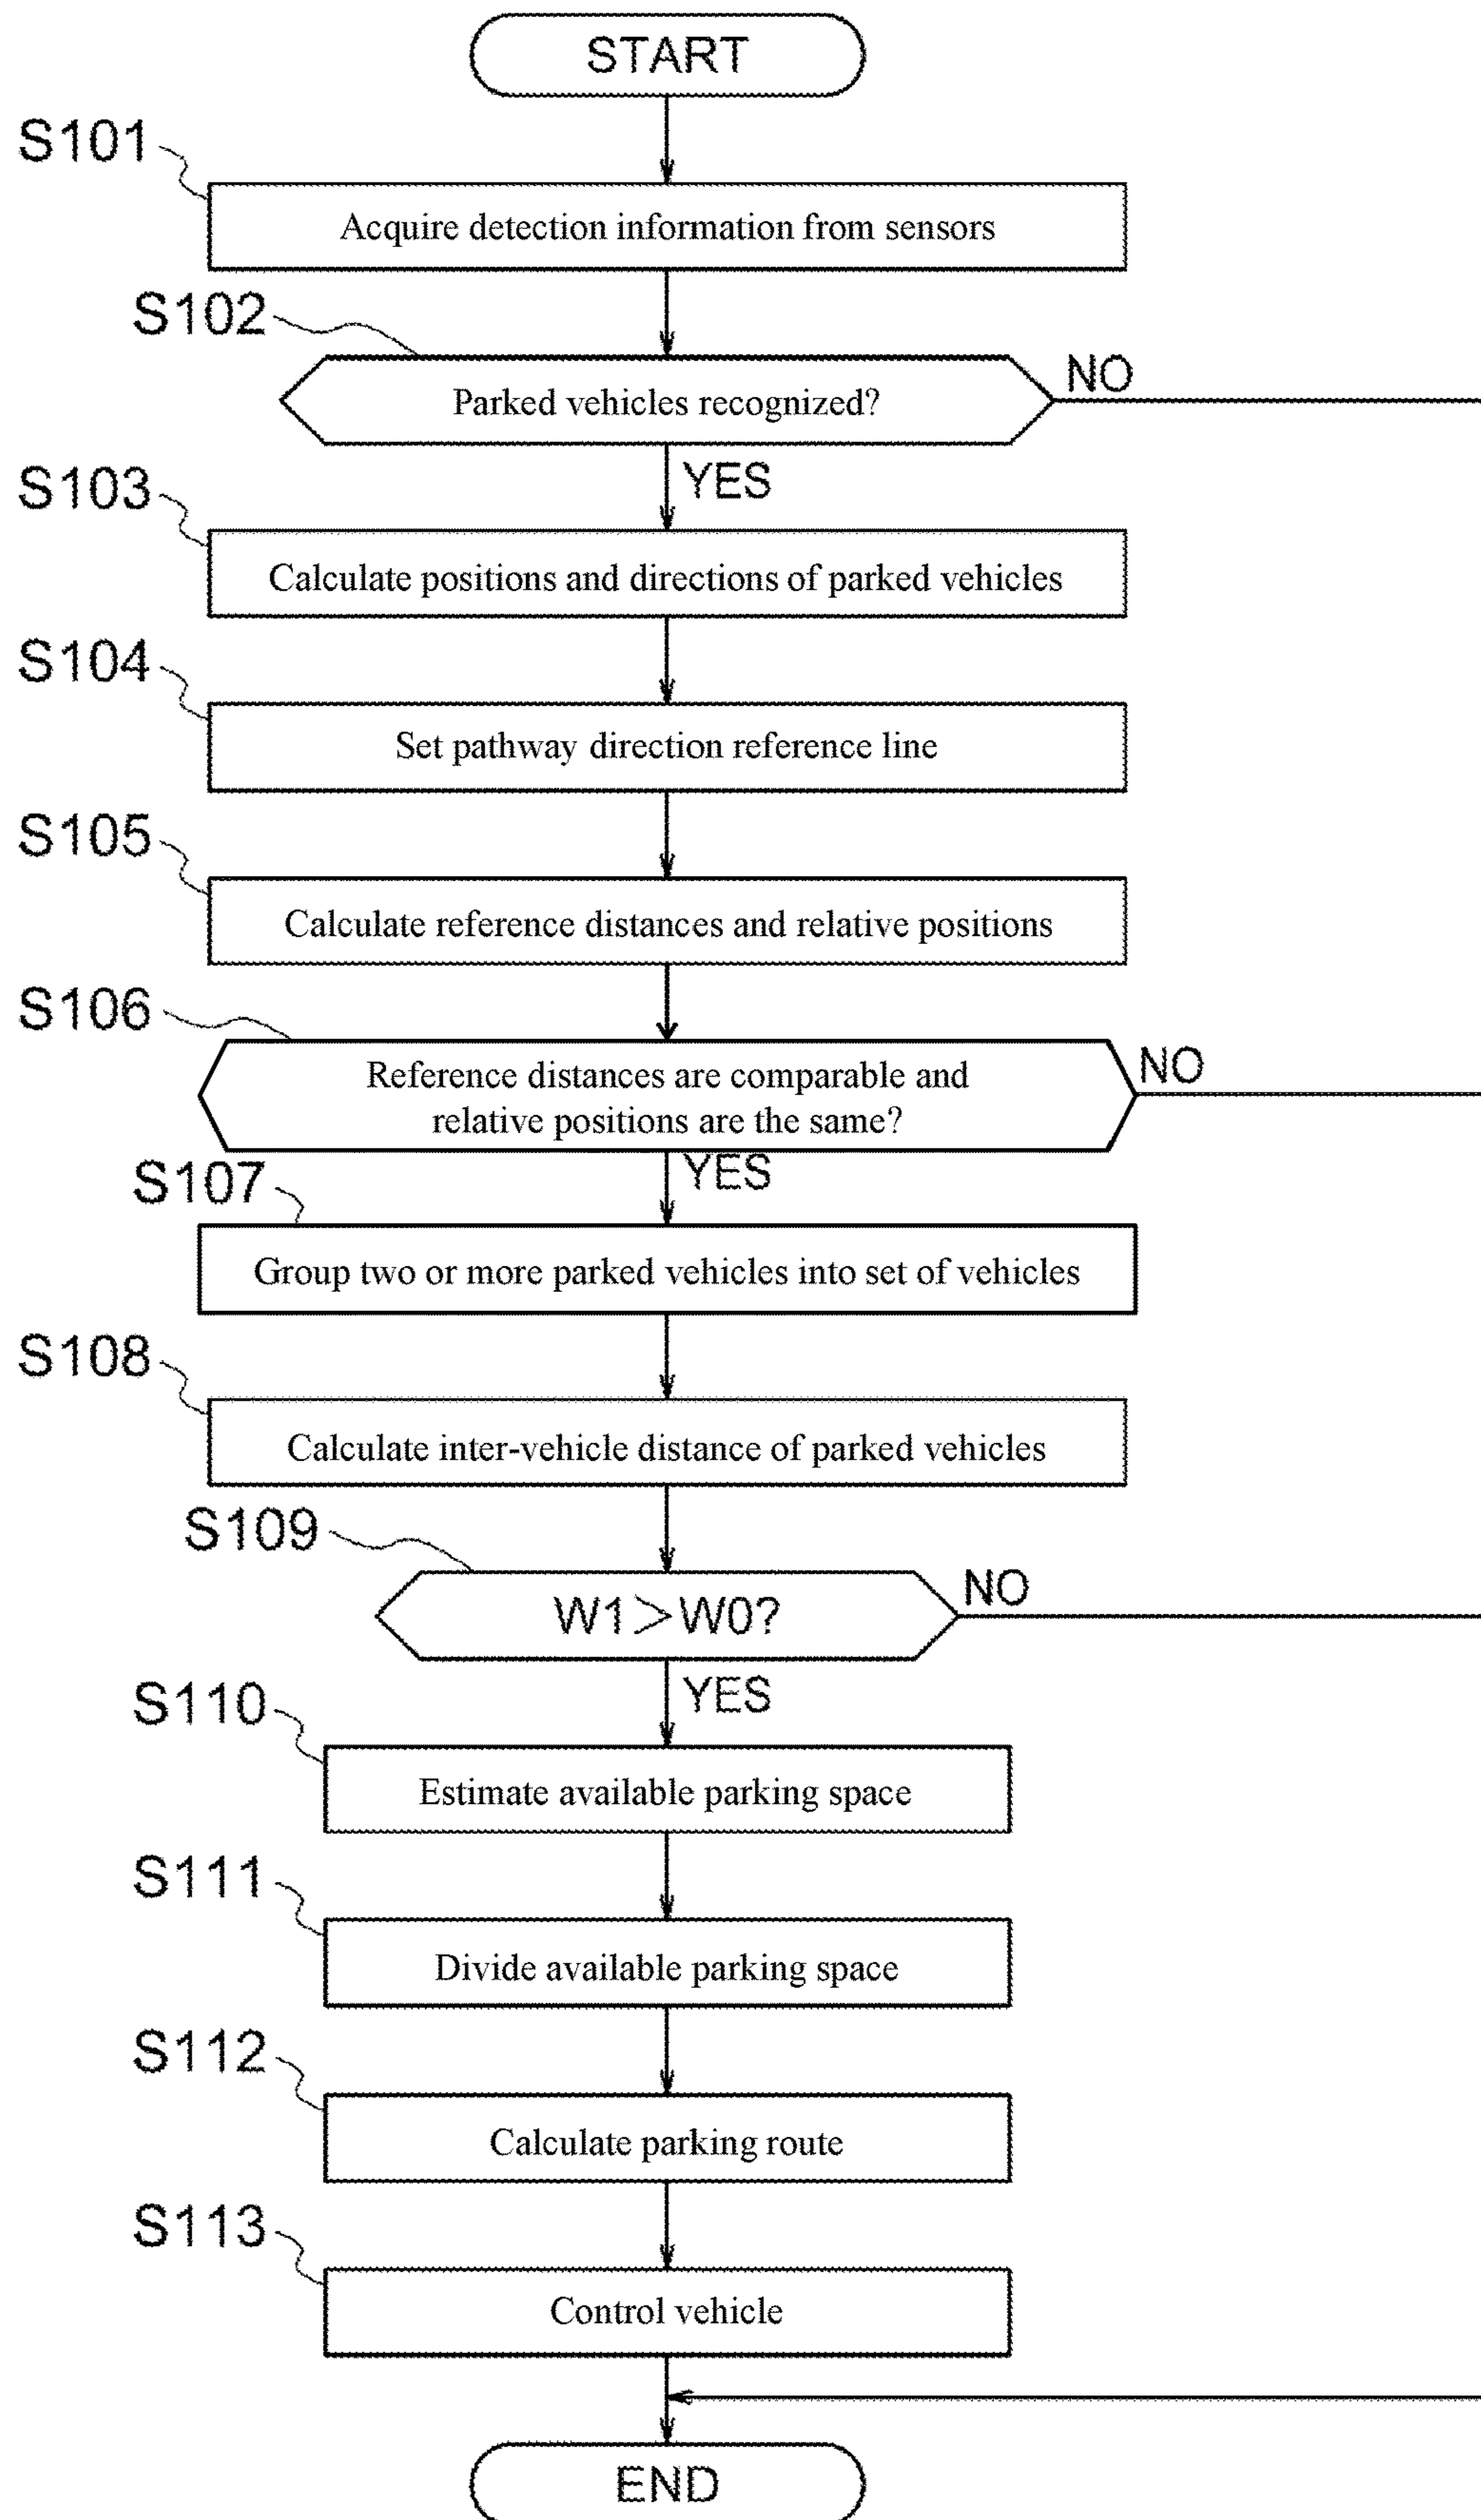 START
S101
Acquire detection information from sensors
S102
Parked vehicles recognized?
NO
YES
S103
Calculate positions and directions of parked vehicles
S104
Set pathway direction reference line
S105
Calculate reference distances and relative positions
S106
Reference distances are comparable and
relative positions are the same?
NO
YES
S107
Group two or more parked vehicles into set of vehicles
S108
Calculate inter-vehicle distance of parked vehicles
S109
W1>W0?
NO
YES
S110
Estimate available parking space
S111
Divide available parking space
S112
Calculate parking route
S113
Control vehicle
END